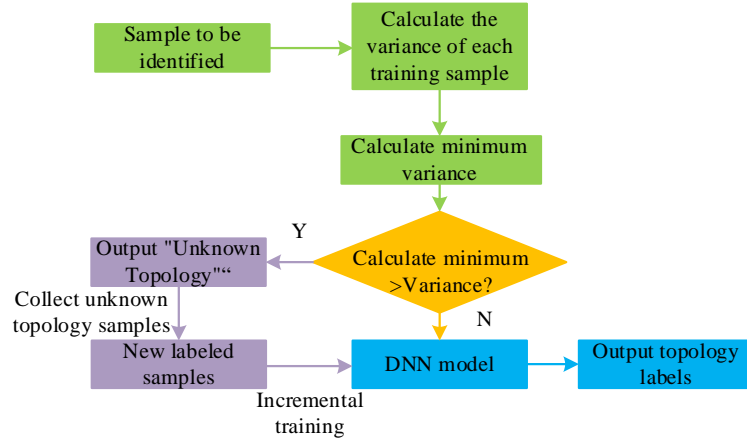 Sample to be
identified
Calculate the
variance of each
training sample
Calculate minimum
variance
Calculate minimum
>Variance?
Y
N
Output "Unknown
Topology"“
Collect unknown
topology samples
New labeled
samples
Incremental
training
DNN model
Output topology
labels